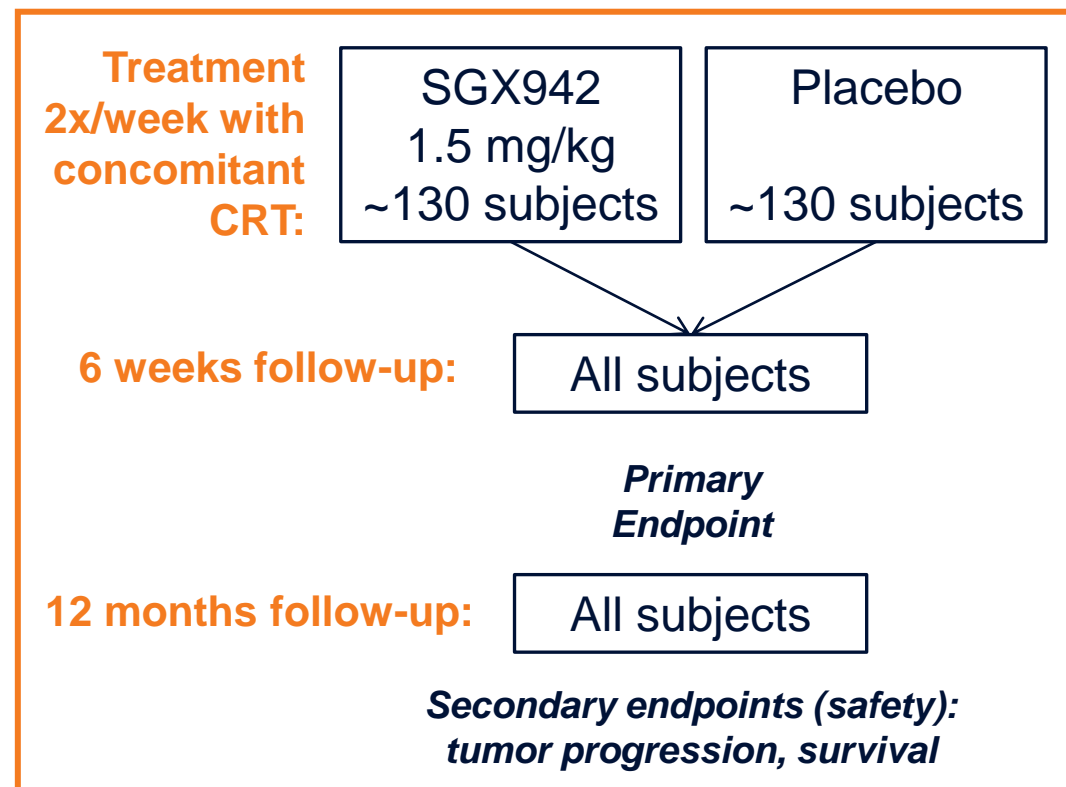 Treatment
2x/week with
concomitant
CRT:
SGX942
1.5 mg/kg
~130 subjects
Placebo
~130 subjects
6 weeks follow-up:
All subjects
Primary
Endpoint
12 months follow-up:
All subjects
Secondary endpoints (safety):
tumor progression, survival